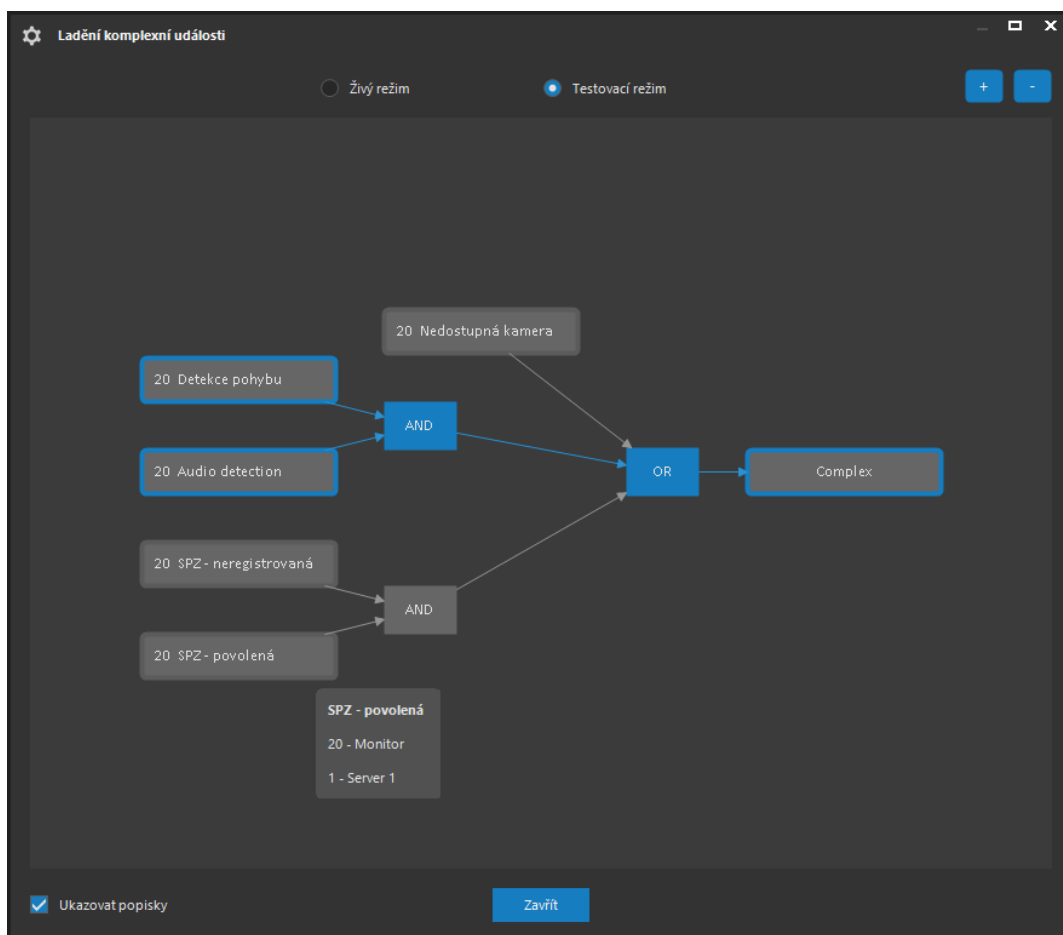 Ladění komplexní události
Živý režim
Testovací režim
+
-
20 Nedostupná kamera
20 Detekce pohybu
AND
20 Audio detection
OR
Complex
20 SPZ - neregistrovaná
AND
20 SPZ - povolená
SPZ - povolená
20 - Monitor
1 - Server 1
Ukazovat popisky
Zavřít